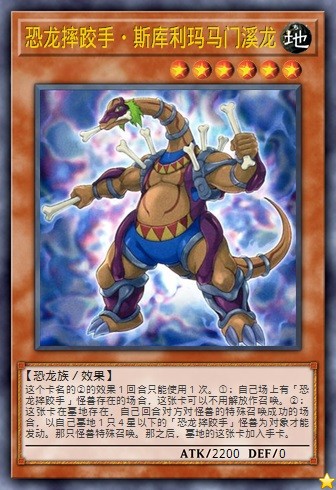 恐龙摔跤手・斯库利玛马门溪龙
地
【恐龙族／效果】
这个卡名的②的效果1回合只能使用1次。①：自己场上有「恐
龙摔跤手」怪兽存在的场合，这张卡可以不用解放作召唤。②：
这张卡在墓地存在，自己回合对方对怪兽的特殊召唤成功的场
合，以自己墓地1只4星以下的「恐龙摔跤手」怪兽为对象才能
发动。那只怪兽特殊召唤。那之后，墓地的这张卡加入手卡。
ATK/2200 DEF/0